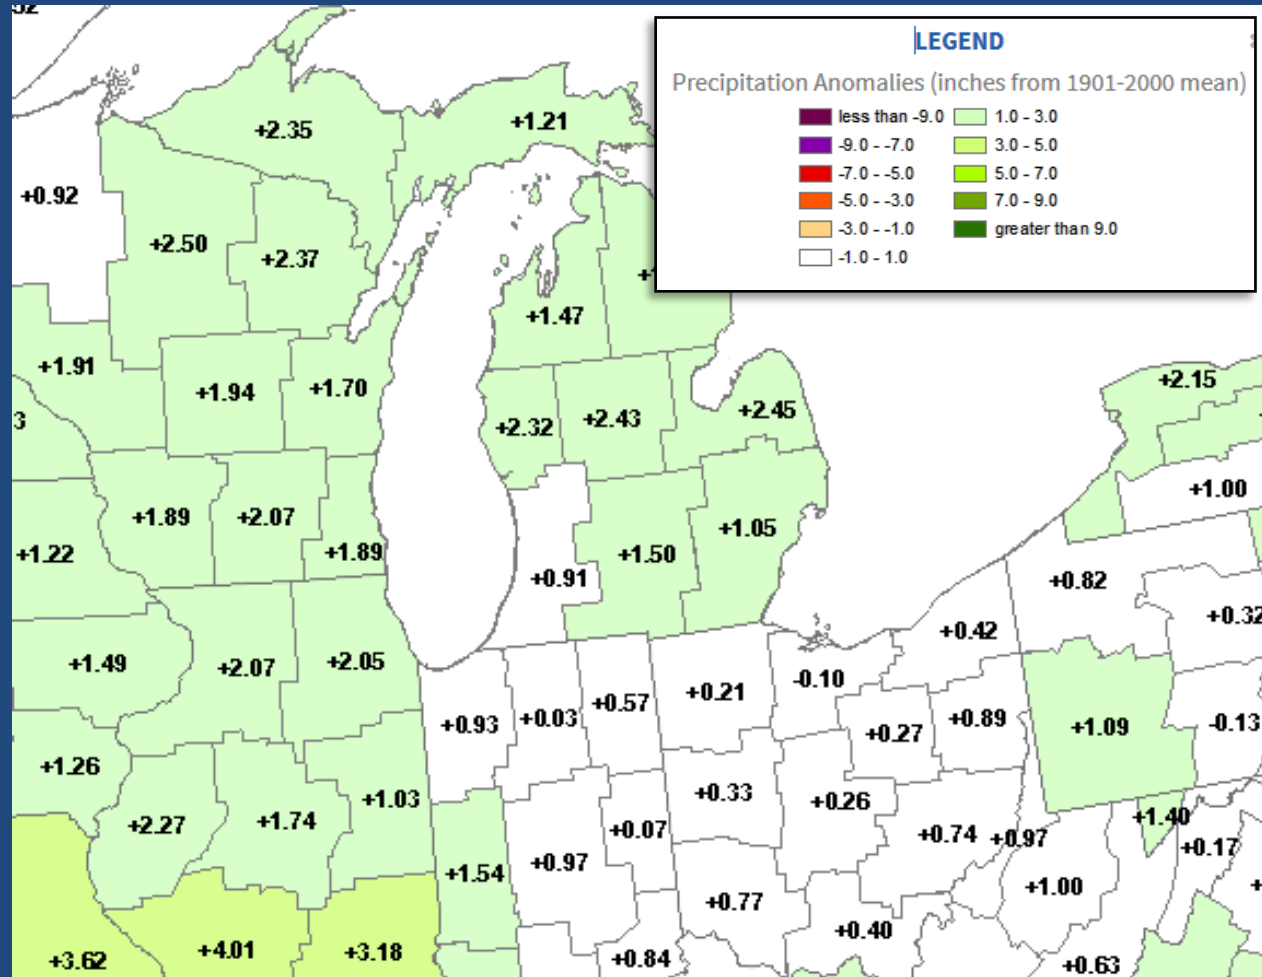 LEGEND
Precipitation Anomalies (inches from 1901-2000 mean)
less than -9.0 1.0 - 3.0
-9.0 - -7.0 3.0 - 5.0
-7.0 - -5.0 5.0 - 7.0
-5.0 - -3.0 7.0 - 9.0
-3.0 - -1.0 greater than 9.0
-1.0 - 1.0
+2.35 +1.21
+0.92
+2.50 +2.37
+1.47
+1.91 +1.94 +1.70
+2.15
3 +2.32 +2.43 +2.45
+1.00
+1.89 +2.07 +1.89
+1.22 +0.91 +1.50 +1.05
+0.82
+0.32
+0.42
+1.49 +2.07 +2.05
+0.93 +0.03 +0.57 +0.21 -0.10
+0.27 +0.89 +1.09 -0.13
+1.26 +2.27 +1.74 +1.03
+0.07 +0.33 +0.26
+0.74 +0.97 +1.40
+0.17
+1.54 +0.97 +0.77 +1.00
+0.40
+3.62 +4.01 +3.18 +0.84 +0.63